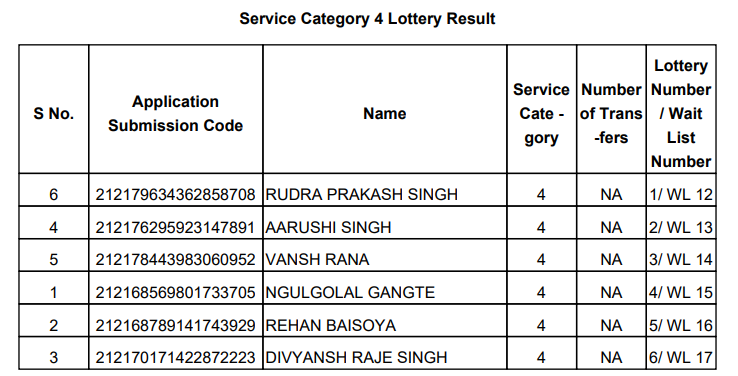 Service Category 4 Lottery Result
S No. Application Submission Code Name Service Cate - gory Number of Trans -fers Lottery Number / Wait List Number
6 212179634362858708 RUDRA PRAKASH SINGH 4 NA 1/ WL 12
4 212176295923147891 AARUSHI SINGH 4 NA 2/ WL 13
5 212178443983060952 VANSH RANA 4 NA 3/ WL 14
1 212168569801733705 NGULGOLAL GANGTE 4 NA 4/ WL 15
2 212168789141743929 REHAN BAISOYA 4 NA 5/ WL 16
3 212170171422872223 DIVYANSH RAJE SINGH 4 NA 6/ WL 17